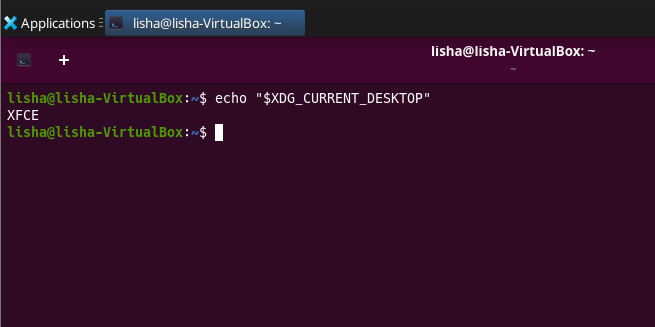 Applications
lisha@lisha-VirtualBox: ~
lisha@lisha-VirtualBox: ~
~
lisha@lisha-VirtualBox:~$ echo "$XDG_CURRENT_DESKTOP"
XFCE
lisha@lisha-VirtualBox:~$